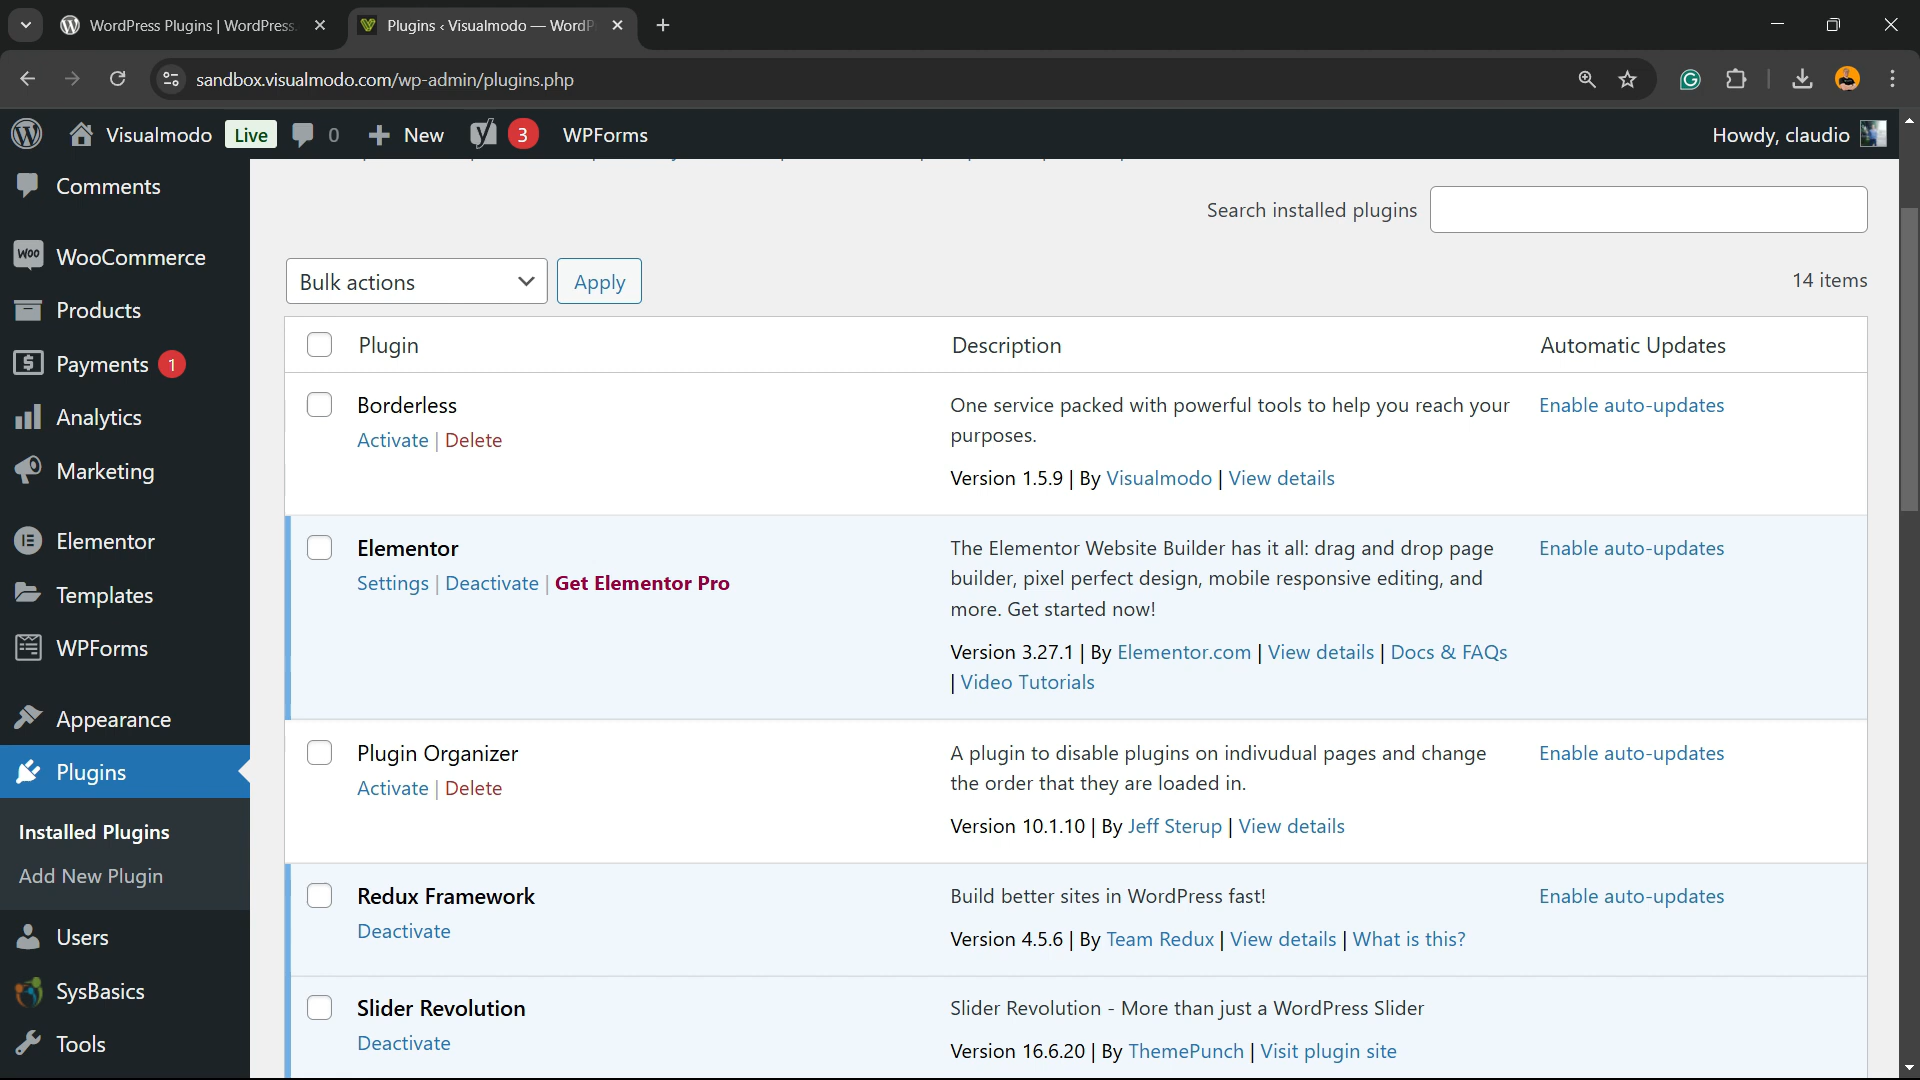 WordPress Plugins | WordPress.
Plugins ‹ Visualmodo — WordP
sandbox.visualmodo.com/wp-admin/plugins.php
Visualmodo Live 0 New 3 WPForms
Howdy, claudio
Comments
WooCommerce
Products
Payments 1
Analytics
Marketing
Elementor
Templates
WPForms
Appearance
Plugins
Installed Plugins
Add New Plugin
Users
SysBasics
Tools
Search installed plugins
Bulk actions
Apply
14 items
Plugin
Description
Automatic Updates
Borderless
Activate | Delete
One service packed with powerful tools to help you reach your
purposes.
Version 1.5.9 | By Visualmodo | View details
Enable auto-updates
Elementor
Settings | Deactivate | Get Elementor Pro
The Elementor Website Builder has it all: drag and drop page
builder, pixel perfect design, mobile responsive editing, and
more. Get started now!
Version 3.27.1 | By Elementor.com | View details | Docs & FAQs
| Video Tutorials
Enable auto-updates
Plugin Organizer
Activate | Delete
A plugin to disable plugins on indivudual pages and change
the order that they are loaded in.
Version 10.1.10 | By Jeff Sterup | View details
Enable auto-updates
Redux Framework
Deactivate
Build better sites in WordPress fast!
Version 4.5.6 | By Team Redux | View details | What is this?
Enable auto-updates
Slider Revolution
Deactivate
Slider Revolution - More than just a WordPress Slider
Version 16.6.20 | By ThemePunch | Visit plugin site